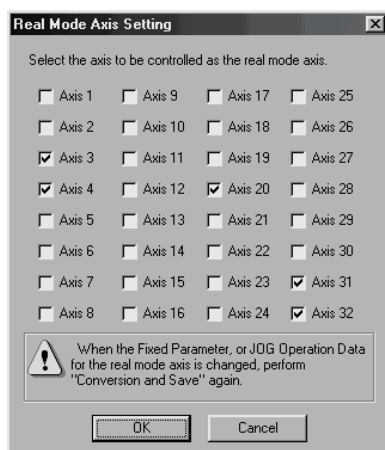 Real Mode Axis Setting
Select the axis to be controlled as the real mode axis.
Axis 1 Axis 9 Axis 17 Axis 25
Axis 2 Axis 10 Axis 18 Axis 26
Axis 3 Axis 11 Axis 19 Axis 27
Axis 4 Axis 12 Axis 20 Axis 28
Axis 5 Axis 13 Axis 21 Axis 29
Axis 6 Axis 14 Axis 22 Axis 30
Axis 7 Axis 15 Axis 23 Axis 31
Axis 8 Axis 16 Axis 24 Axis 32
When the Fixed Parameter, or JOG Operation Data
for the real mode axis is changed, perform
"Conversion and Save" again.
OK Cancel